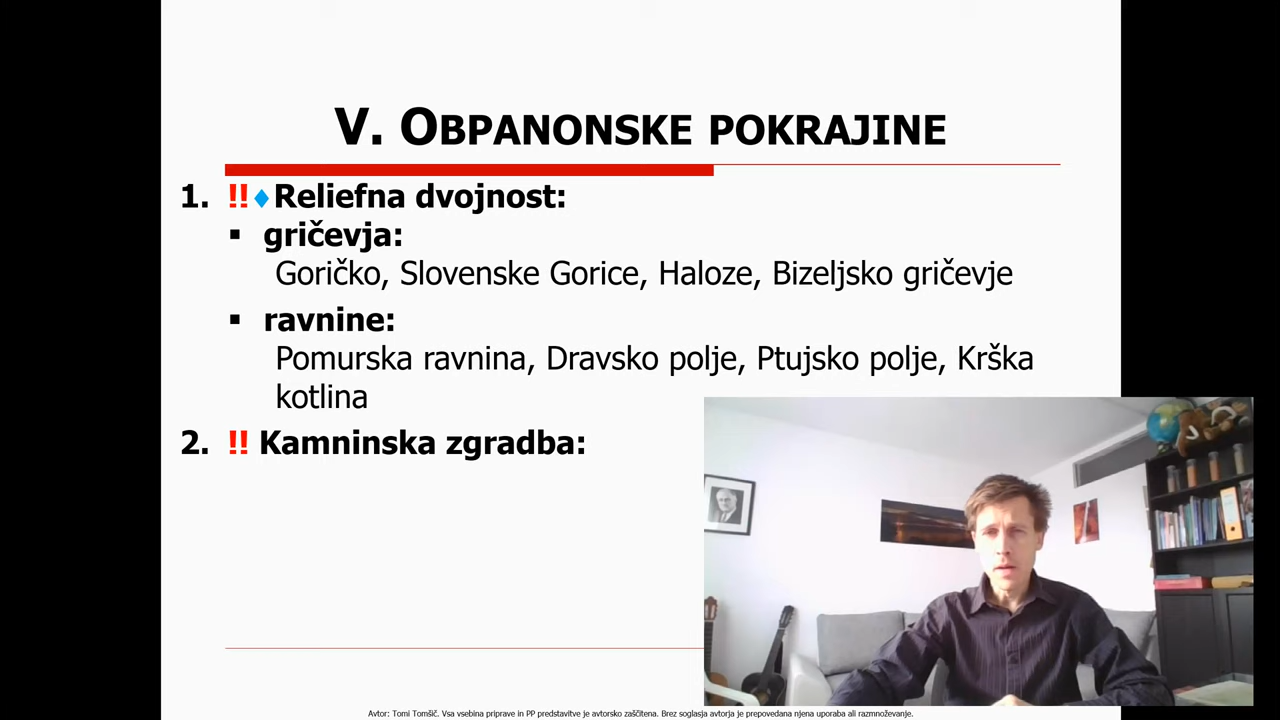 V. OBPANONSKE POKRAJINE
1. !!♦Reliefna dvojnost:
▪ gričevja:
Goričko, Slovenske Gorice, Haloze, Bizeljsko gričevje
▪ ravnine:
Pomurska ravnina, Dravsko polje, Ptujsko polje, Krška
kotlina
2. !! Kamninska zgradba:
Avtor: Tomi Tomšič. Vsa vsebina priprave in PP predstavitve je avtorsko zaščitena. Brez soglasja avtorja je prepovedana njena uporaba ali razmnoževanje.